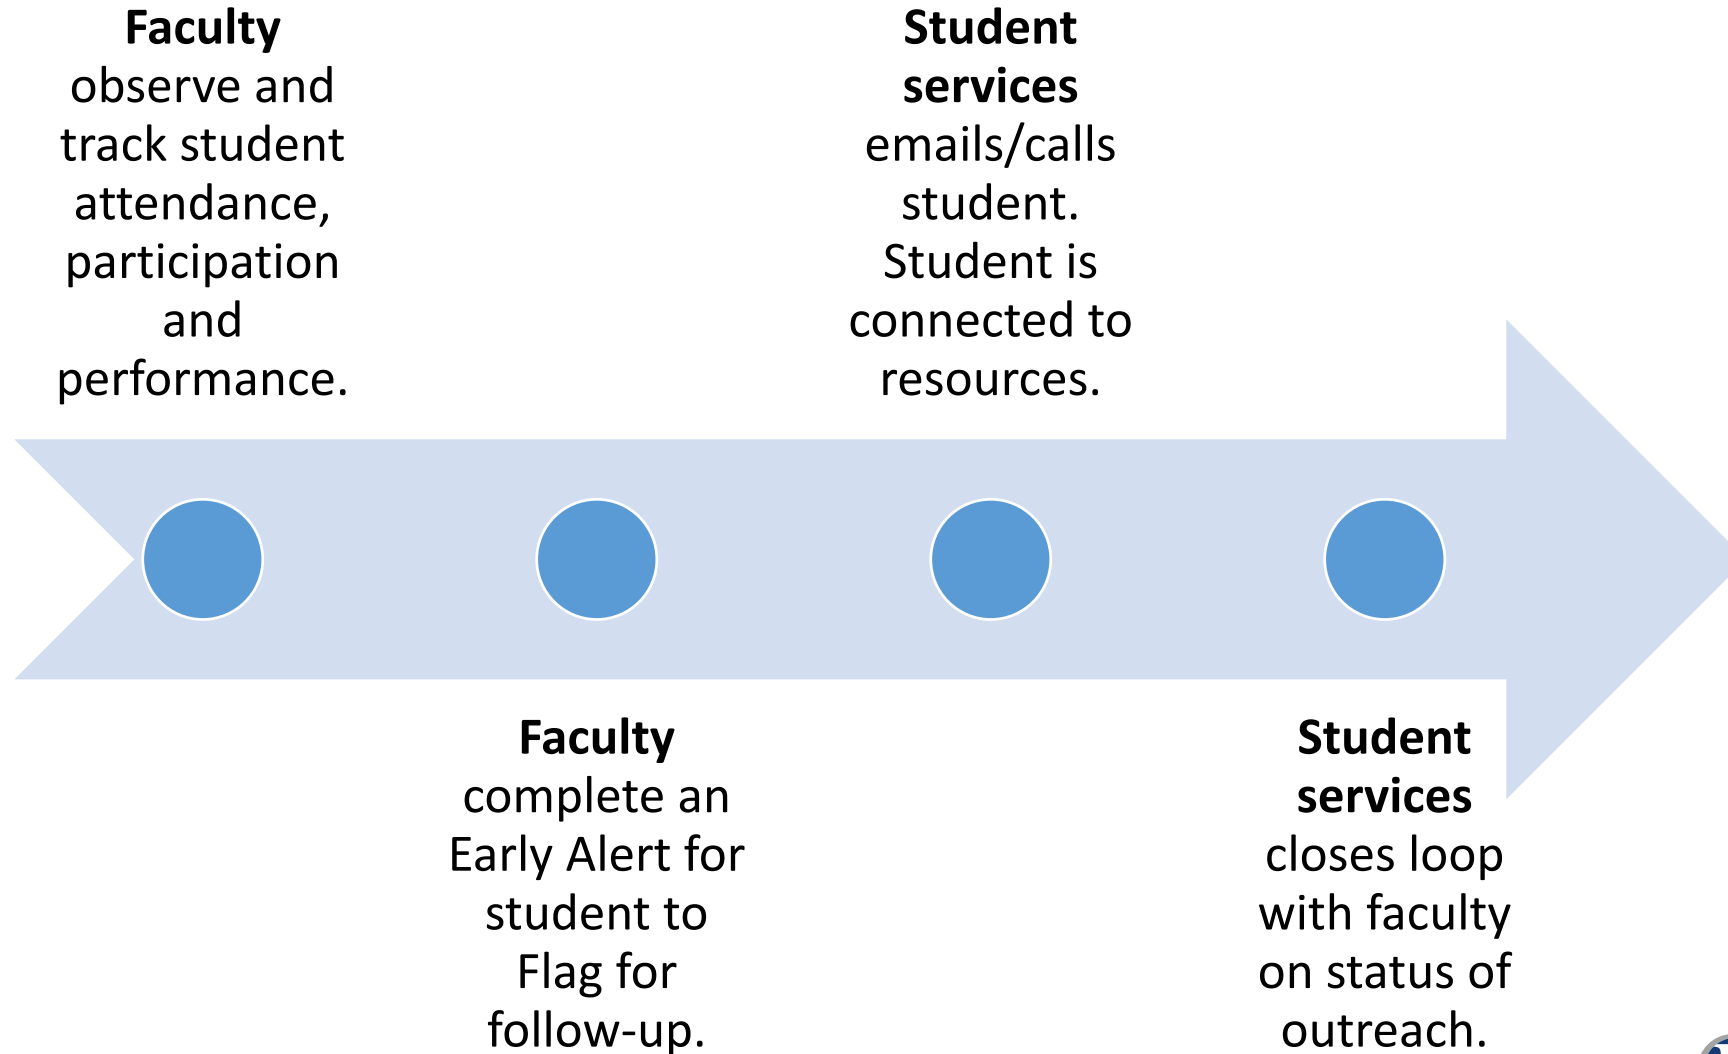 Faculty
observe and
track student
attendance,
participation
and
performance.
Faculty
complete an
Early Alert for
student to
Flag for
follow-up.
Student
services
emails/calls
student.
Student is
connected to
resources.
Student
services
closes loop
with faculty
on status of
outreach.